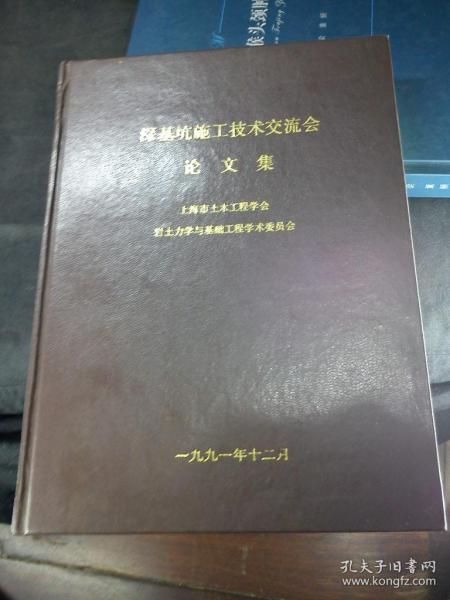 深基坑施工技术交流会
论文集
上海市土木工程学会
岩土力学与基础工程学术委员会
一九九一年十二月
孔夫子旧书网
www.kongfz.com